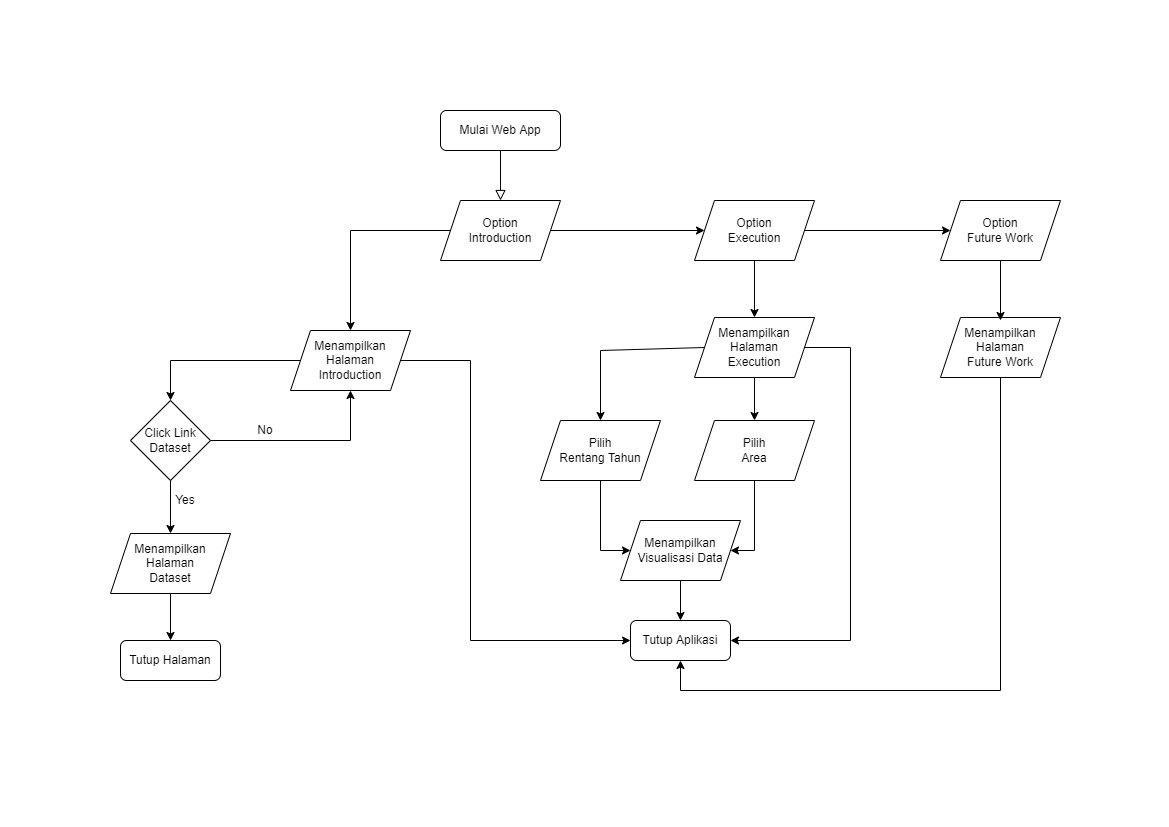 Mulai Web App
Option
Introduction
Option
Execution
Option
Future Work
Menampilkan
Halaman
Introduction
Menampilkan
Halaman
Execution
Menampilkan
Halaman
Future Work
Click Link
Dataset
No
Yes
Pilih
Rentang Tahun
Pilih
Area
Menampilkan
Halaman
Dataset
Menampilkan
Visualisasi Data
Tutup Halaman
Tutup Aplikasi